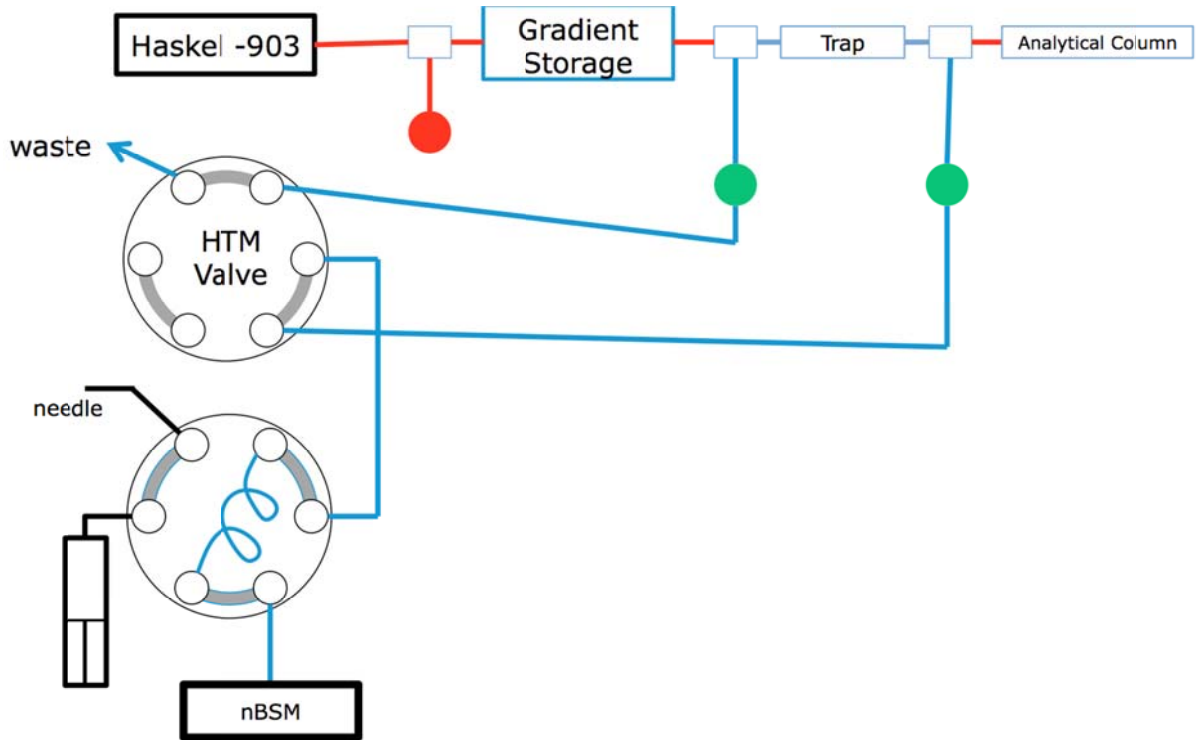 Haskel -903
Gradient
Storage
Trap
Analytical Column
waste
HTM
Valve
needle
nBSM